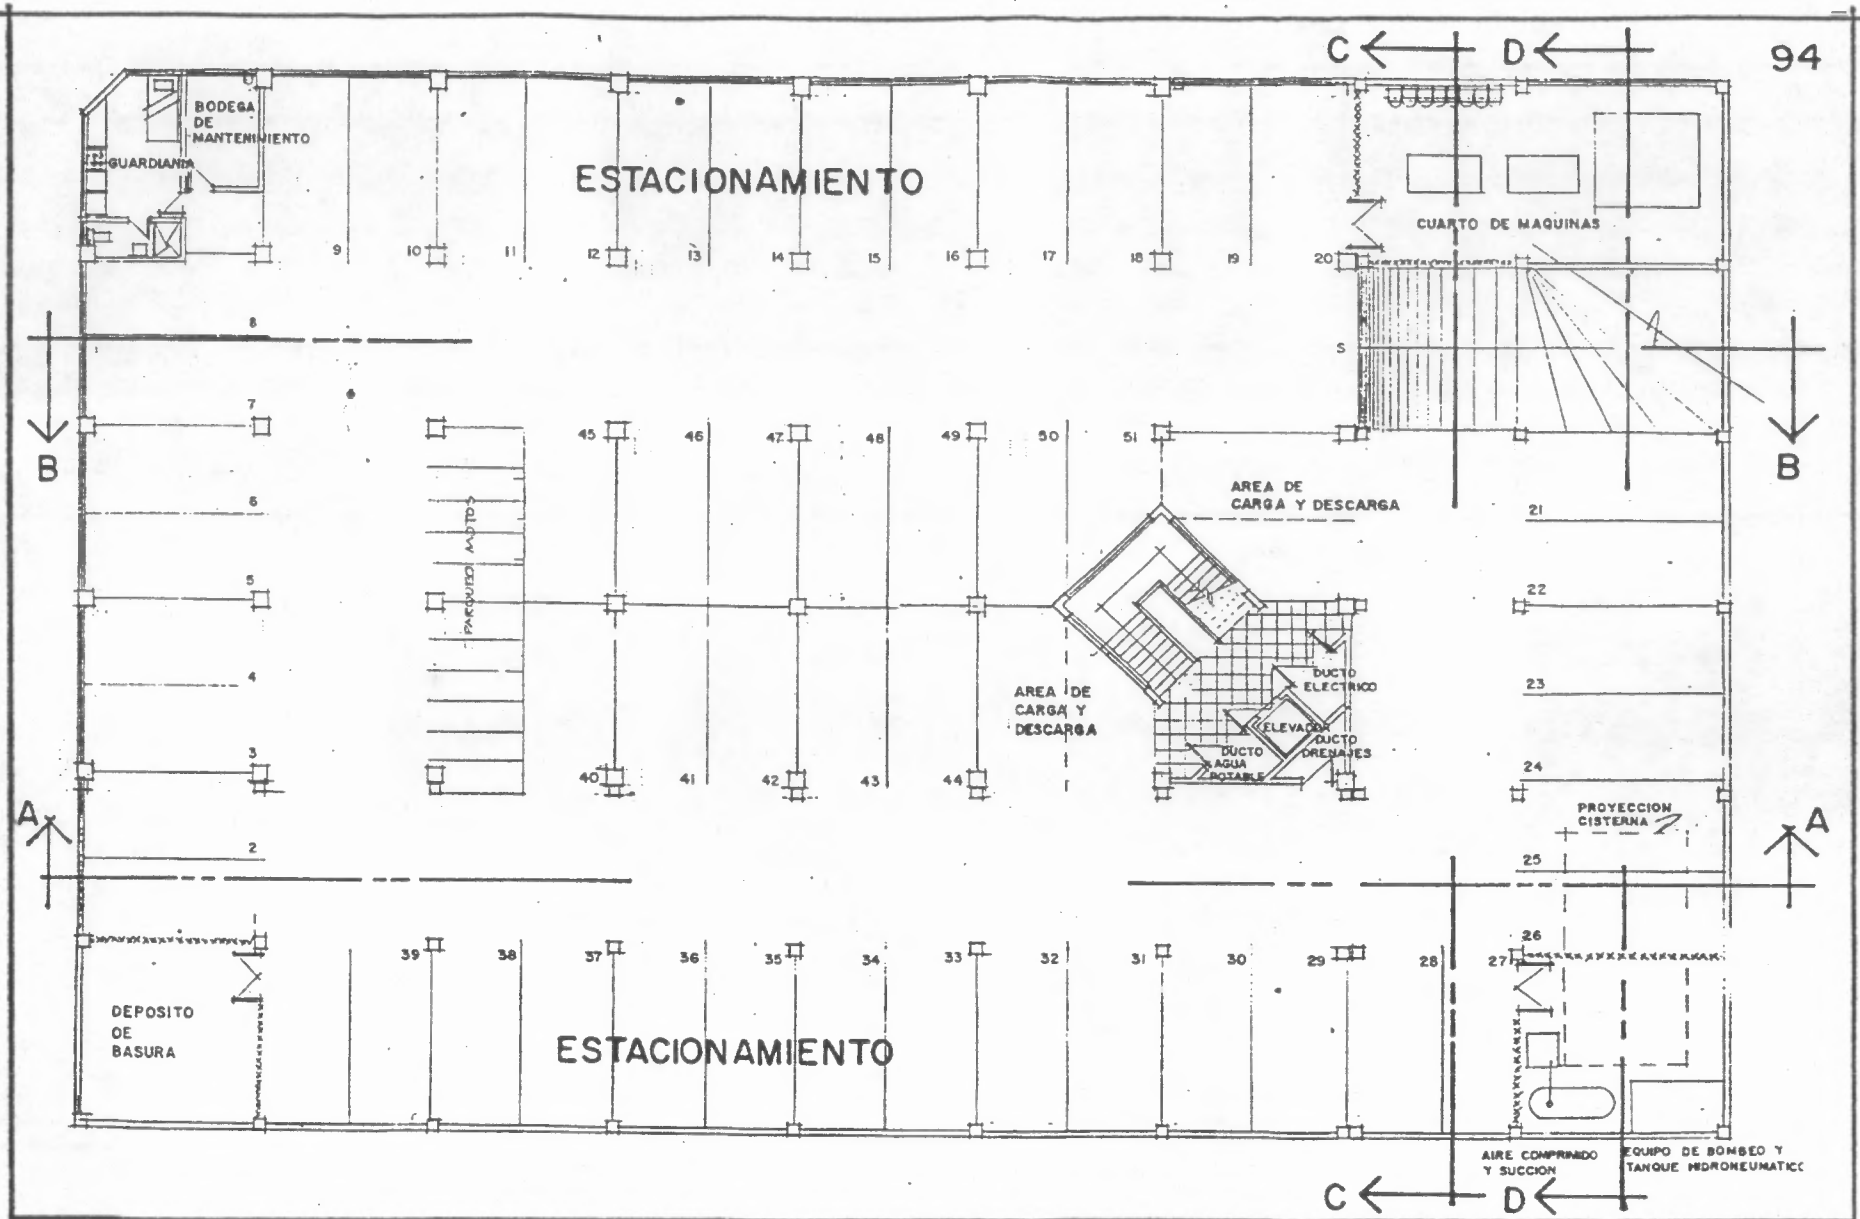 C D 94
BODEGA
DE
MANTENIMIENTO
GUARDIANIA
ESTACIONAMIENTO
CUARTO DE MAQUINAS
9 10 11 12 13 14 15 16 17 18 19 20
8
S
7
45 46 47 48 49 50 51
B
B
AREA DE
CARGA Y DESCARGA
6
21
PARQUEO MOTOS
5
22
4
23
DUCTO
ELECTRICO
AREA DE
CARGA Y
DESCARGA
ELEVADOR
DUCTO
DRENAJES
DUCTO
AGUA
POTABLE
3
40 41 42 43 44
24
PROYECCION
CISTERNA
A
A
2
25
26
39 38 37 36 35 34 33 32 31 30 29 28 27
DEPOSITO
DE
BASURA
ESTACIONAMIENTO
AIRE COMPRIMIDO
Y SUCCION
EQUIPO DE BOMBEO Y
TANQUE HIDRONEUMATICO
C D